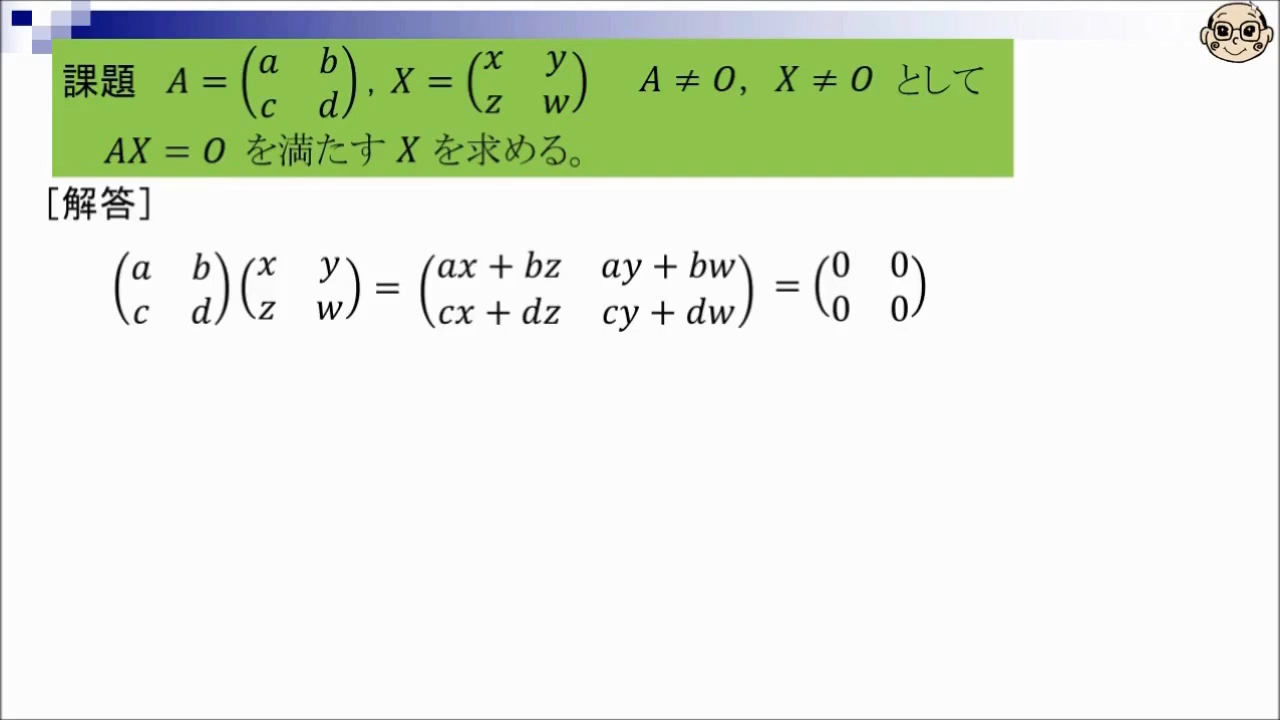 課題 A = (a b c d), X = (x y z w) A ≠ O, X ≠ O として
AX = O を満たす X を求める。
[解答]
(a b c d)(x y z w) = (ax + bz ay + bw cx + dz cy + dw) = (0 0 0 0)